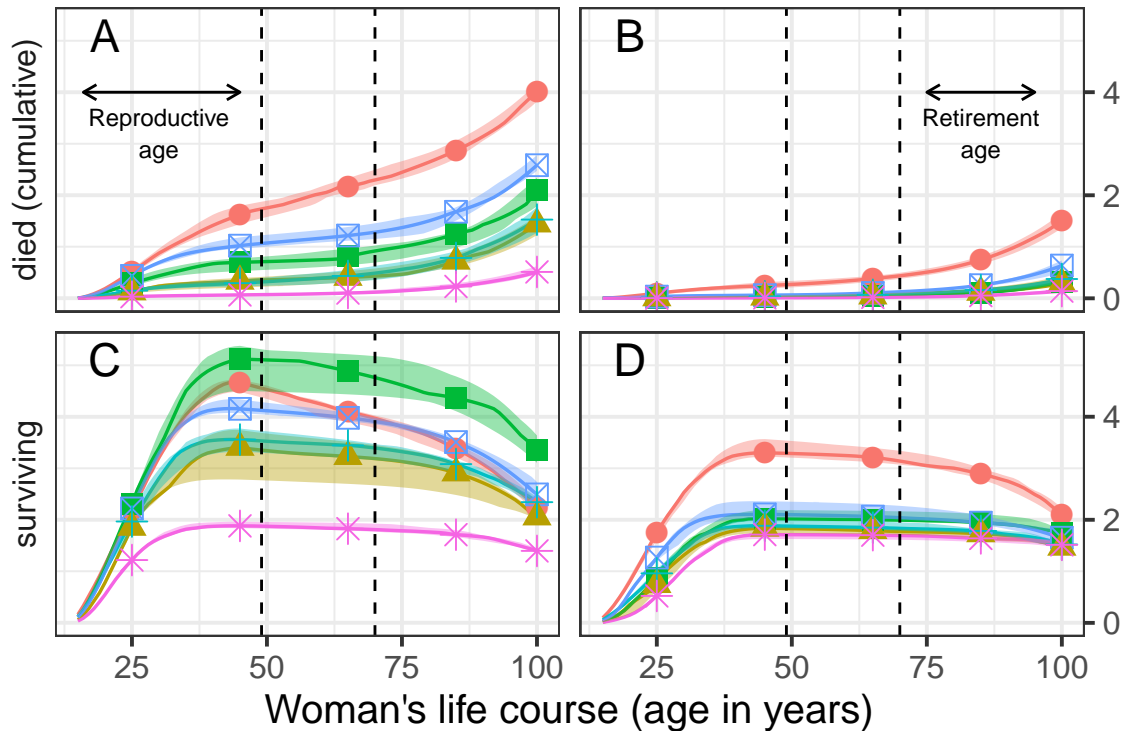 A
B
died (cumulative)
Reproductive
age
Retirement
age
4
2
0
C
D
surviving
4
2
0
25
50
75
100
25
50
75
100
Woman's life course (age in years)